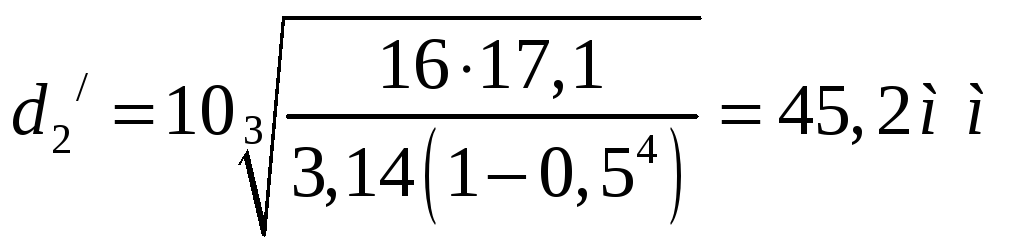 d₂′ = 10 ∛(16·17,1 / 3,14(1 − 0,5⁴)) = 45,2ì ì